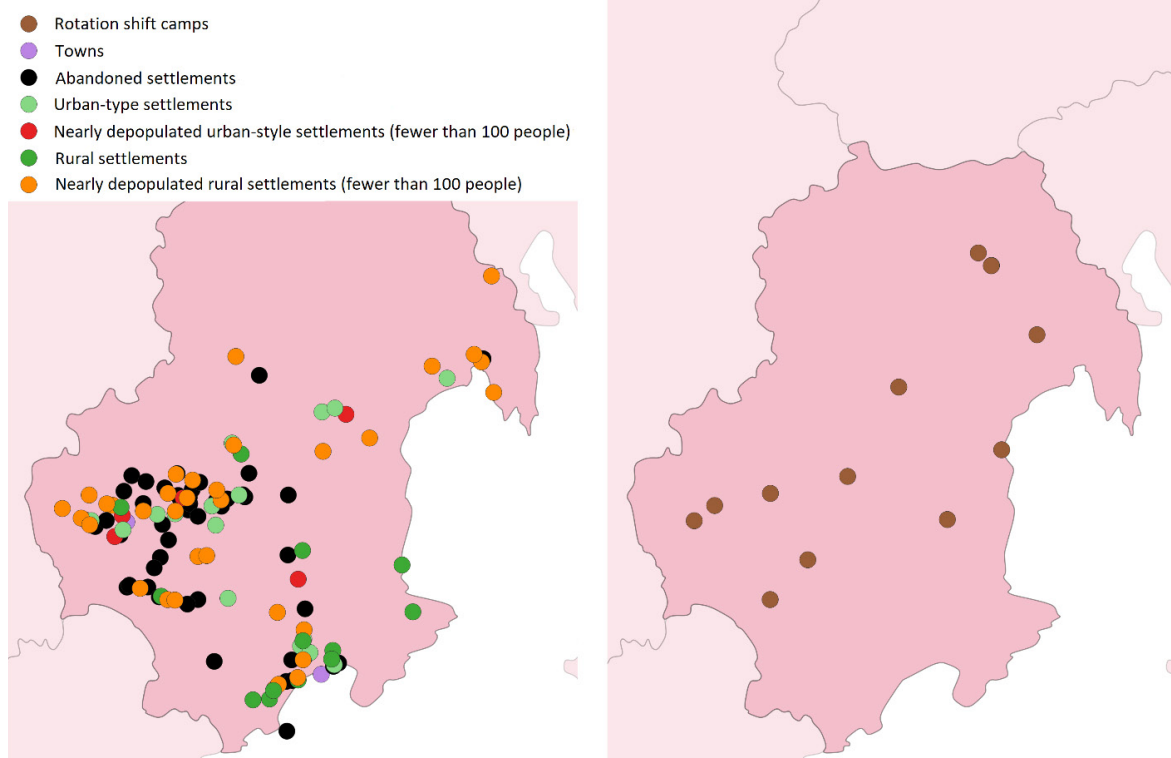 Rotation shift camps
Towns
Abandoned settlements
Urban-type settlements
Nearly depopulated urban-style settlements (fewer than 100 people)
Rural settlements
Nearly depopulated rural settlements (fewer than 100 people)